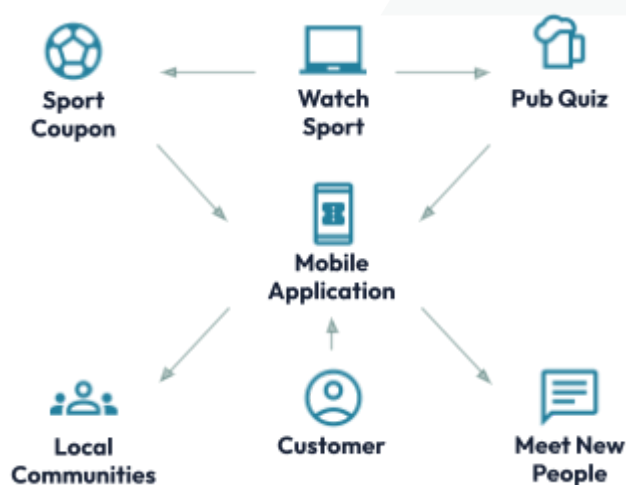 Sport
Coupon
Watch
Sport
Pub Quiz
Mobile
Application
Local
Communities
Customer
Meet New
People